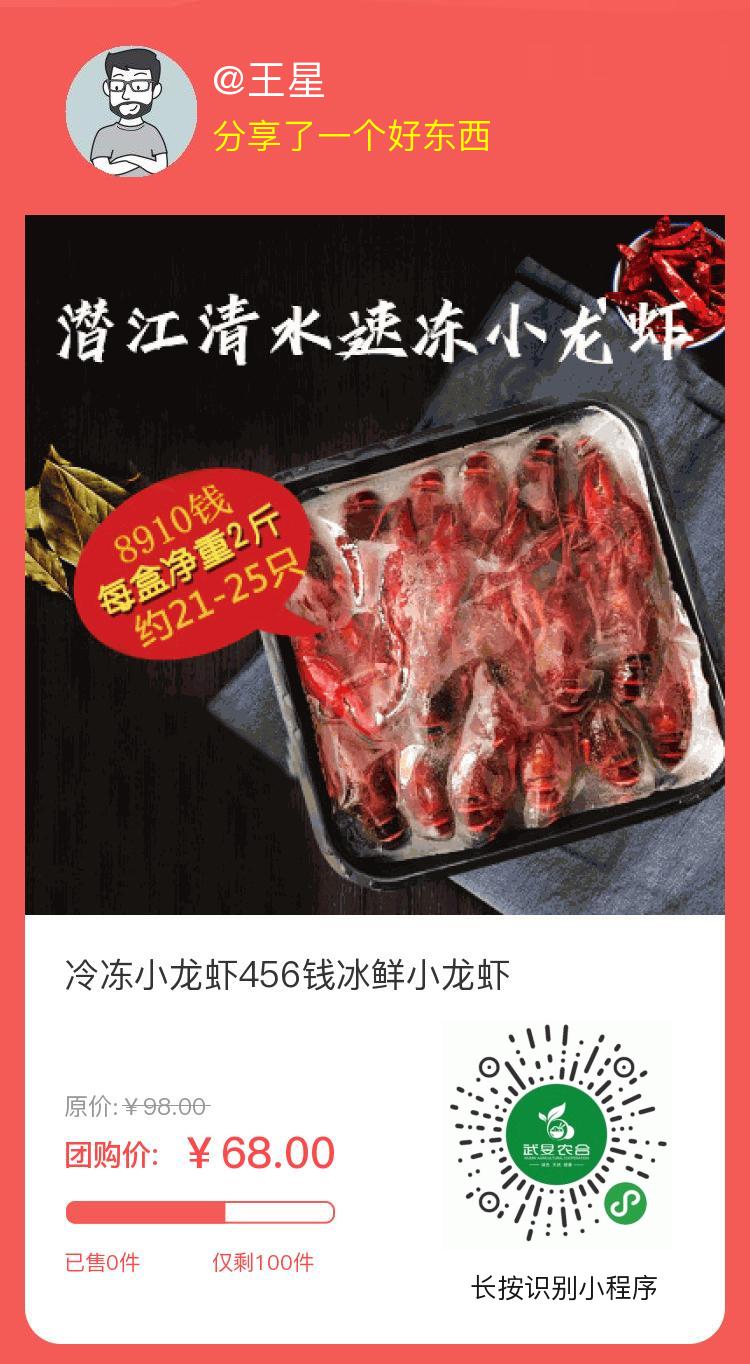 @王星
分享了一个好东西
潜江清水速冻小龙虾
8910钱
每盒净重2斤
约21-25只
冷冻小龙虾456钱冰鲜小龙虾
原价:￥98.00
团购价: ￥68.00
已售0件 仅剩100件
武旻农合
长按识别小程序